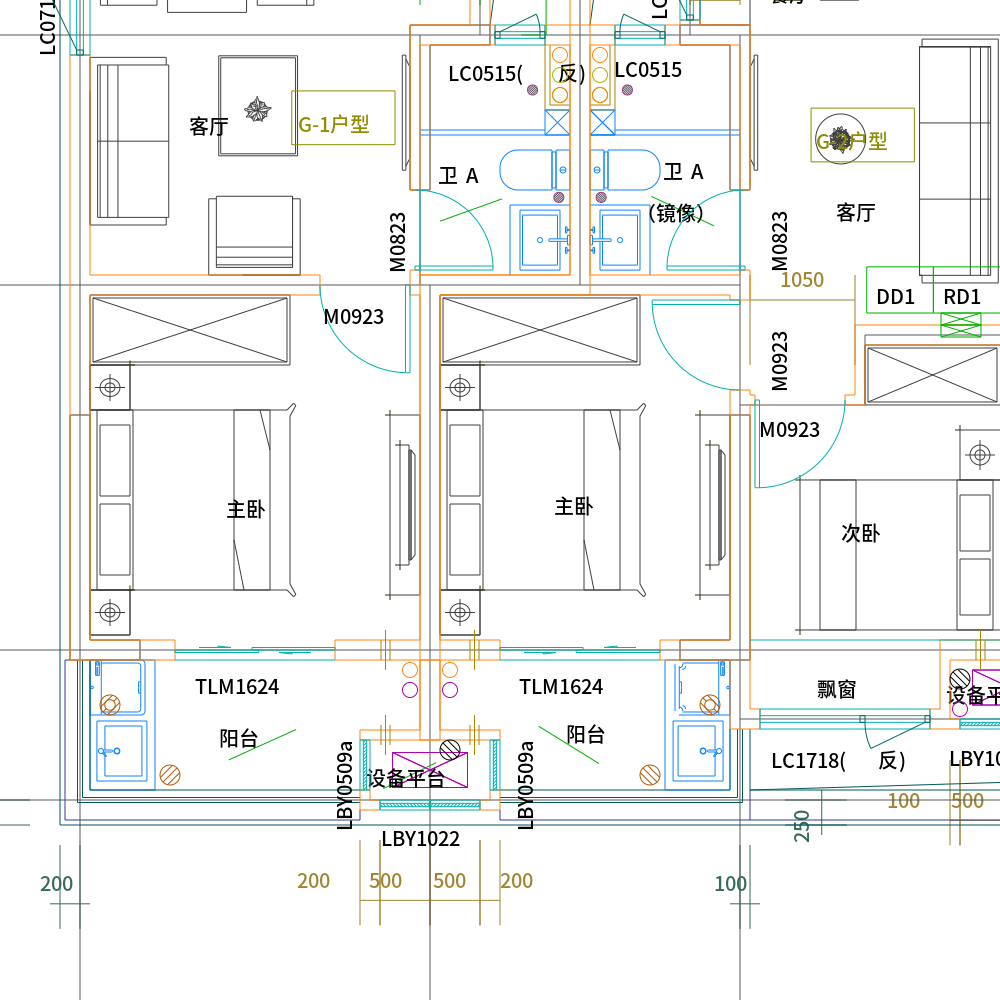 LC071
LC
LC0515(
反)
LC0515
客厅
G-1户型
G-2户型
卫 A
卫 A
(镜像)
客厅
M0823
M0823
1050
DD1
RD1
M0923
M0923
M0923
主卧
主卧
次卧
TLM1624
TLM1624
飘窗
设备平
阳台
阳台
LBY0509a
设备平台
LBY0509a
LC1718(
反)
LBY10
100
500
250
LBY1022
200
200
500
500
200
100